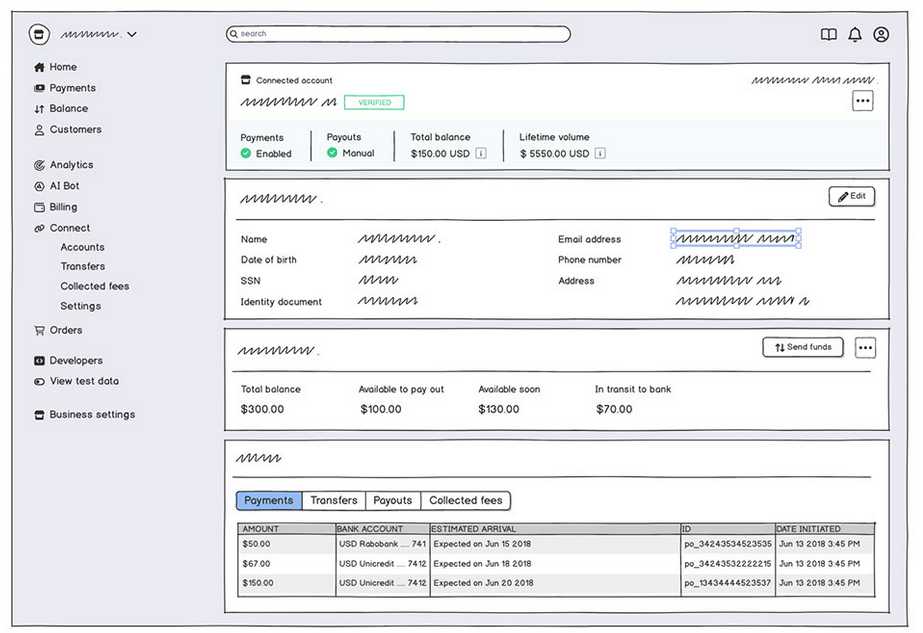 search
Home
Payments
Balance
Customers
Analytics
AI Bot
Billing
Connect
Accounts
Transfers
Collected fees
Settings
Orders
Developers
View test data
Business settings
Connected account
VERIFIED
Payments Payouts Total balance Lifetime volume
Enabled Manual $150.00 USD i $ 5550.00 USD i
Edit
Name Email address
Date of birth Phone number
SSN Address
Identity document
Send funds
Total balance Available to pay out Available soon In transit to bank
$300.00 $100.00 $130.00 $70.00
Payments Transfers Payouts Collected fees
AMOUNT BANK ACCOUNT ESTIMATED ARRIVAL ID DATE INITIATED
$50.00 USD Rabobank .... 741 Expected on Jun 15 2018 po_34243534523535 Jun 13 2018 3:45 PM
$67.00 USD Unicredit .... 7412 Expected on Jun 18 2018 po_34243532222215 Jun 13 2018 3:45 PM
$150.00 USD Unicredit .... 7412 Expected on Jun 20 2018 po_13434444523537 Jun 13 2018 3:45 PM